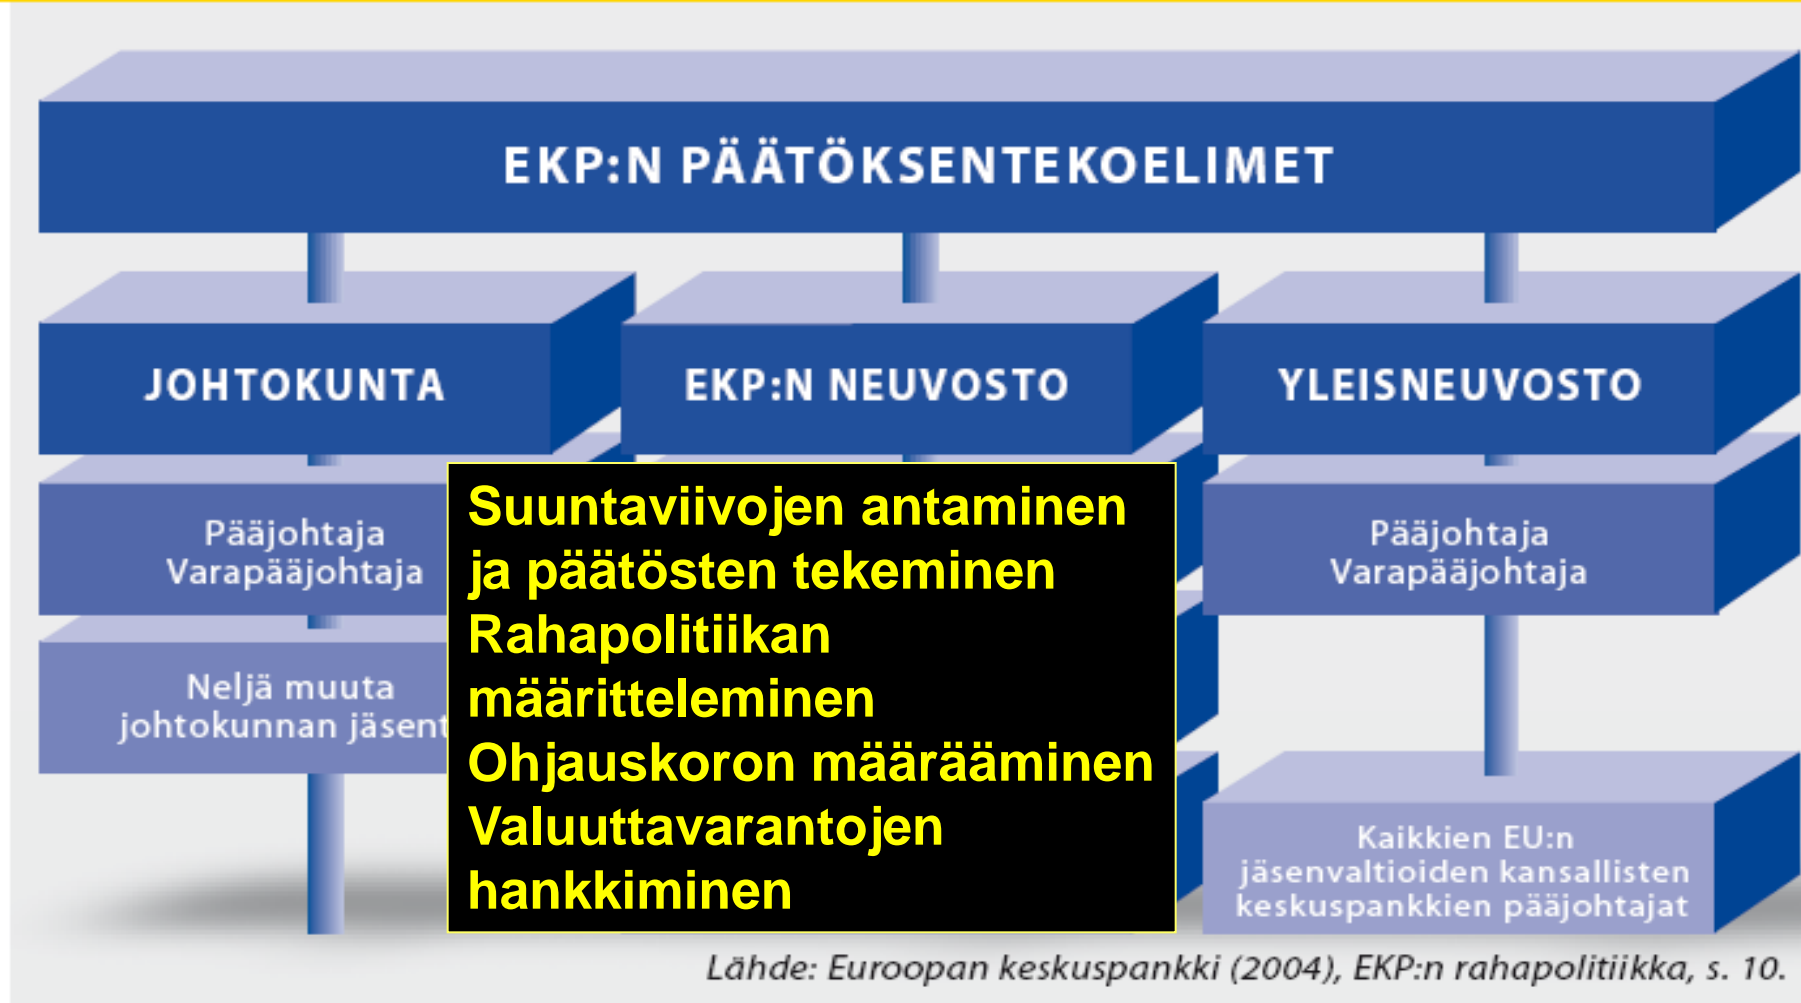 EKP:N PÄÄTÖKSENTEKOELIMET
JOHTOKUNTA
EKP:N NEUVOSTO
YLEISNEUVOSTO
Pääjohtaja
Varapääjohtaja
Neljä muuta
johtokunnan
Suuntaviivojen antaminen
ja päätösten tekeminen
Rahapolitiikan
määritteleminen
Ohjauskoron määrääminen
Valuuttavarantojen
hankkiminen
Pääjohtaja
Varapääjohtaja
Kaikkien EU:n
jäsenvaltioiden kansallisten
keskuspankkien pääjohtajat
Lähde: Euroopan keskuspankki (2004), EKP:n rahapolitiikka, s. 10.